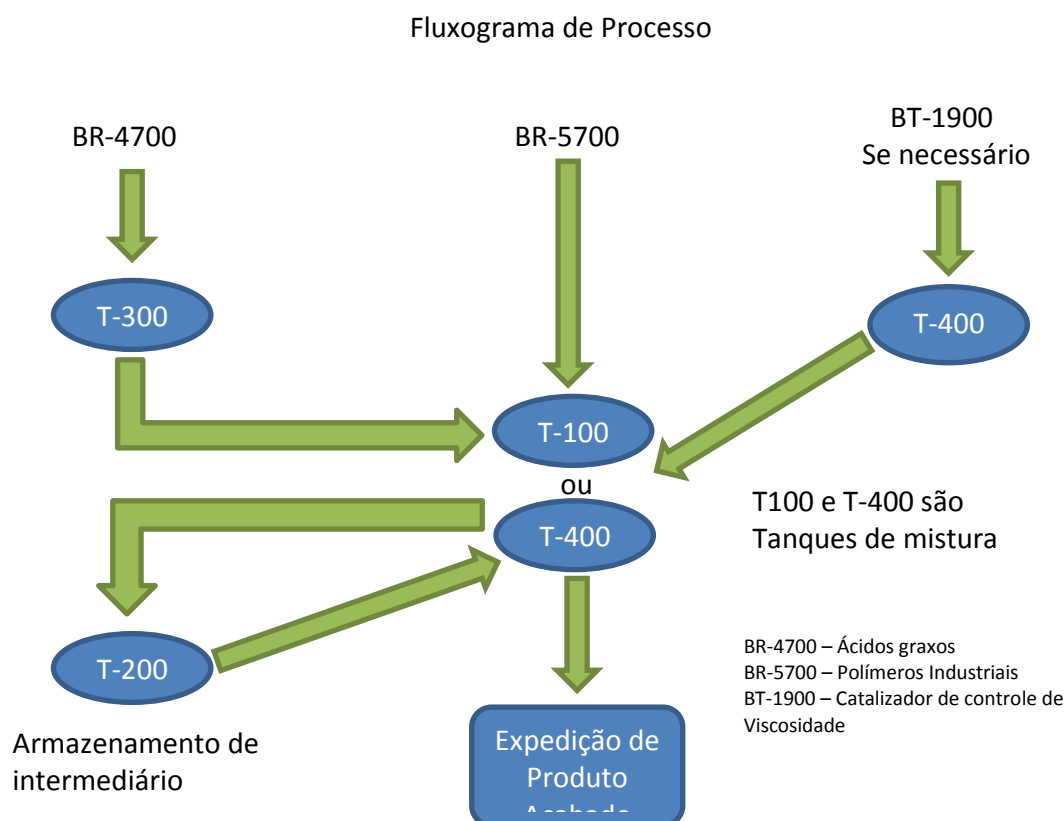 Fluxograma de Processo
BR-4700
BR-5700
BT-1900
Se necessário
T-300
T-400
T-100
ou
T-400
T100 e T-400 são
Tanques de mistura
T-200
Armazenamento de
intermediário
BR-4700 – Ácidos graxos
BR-5700 – Polímeros Industriais
BT-1900 – Catalizador de controle de
Viscosidade
Expedição de
Produto